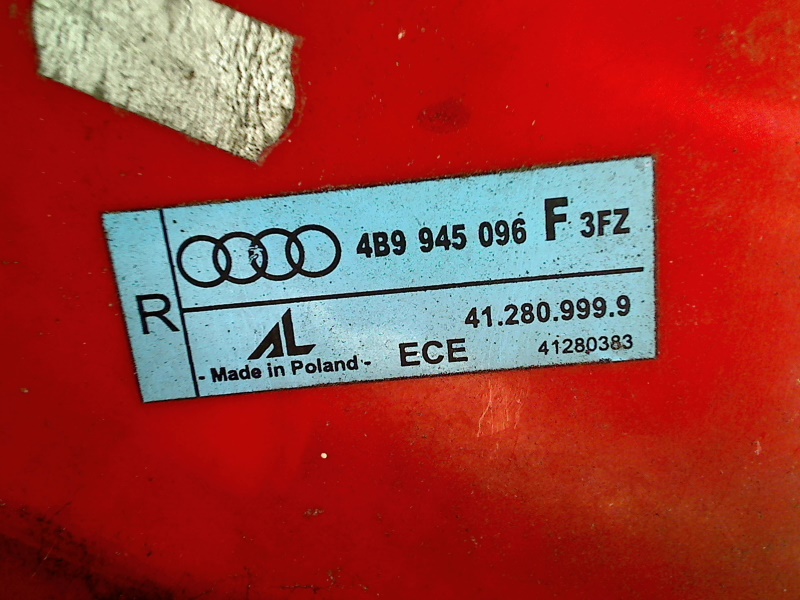 R
4B9 945 096 F 3FZ
41.280.999.9
AL
- Made in Poland - ECE 41280383